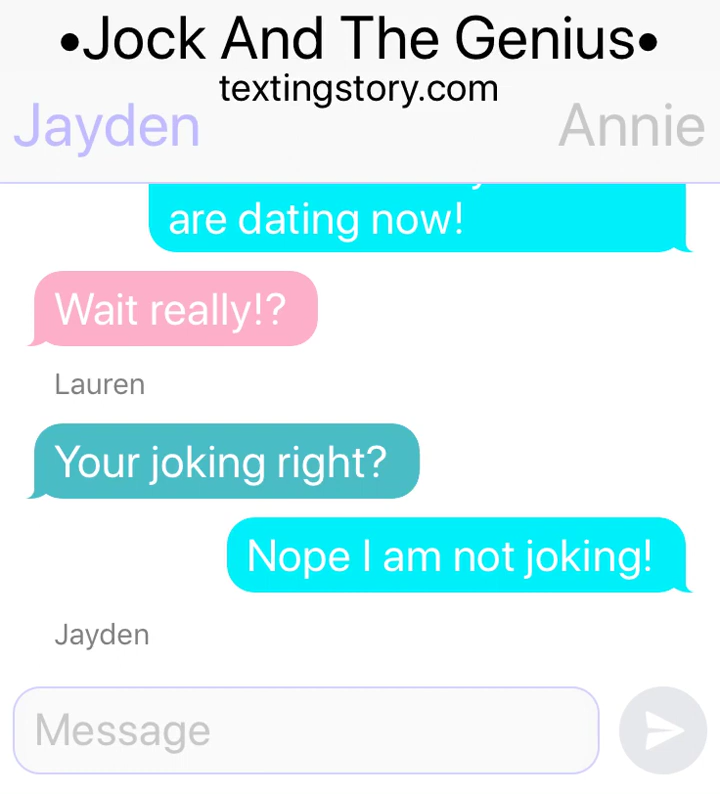 •Jock And The Genius•
textingstory.com
Jayden Annie
are dating now!
Wait really!?
Lauren
Your joking right?
Nope I am not joking!
Jayden
Message